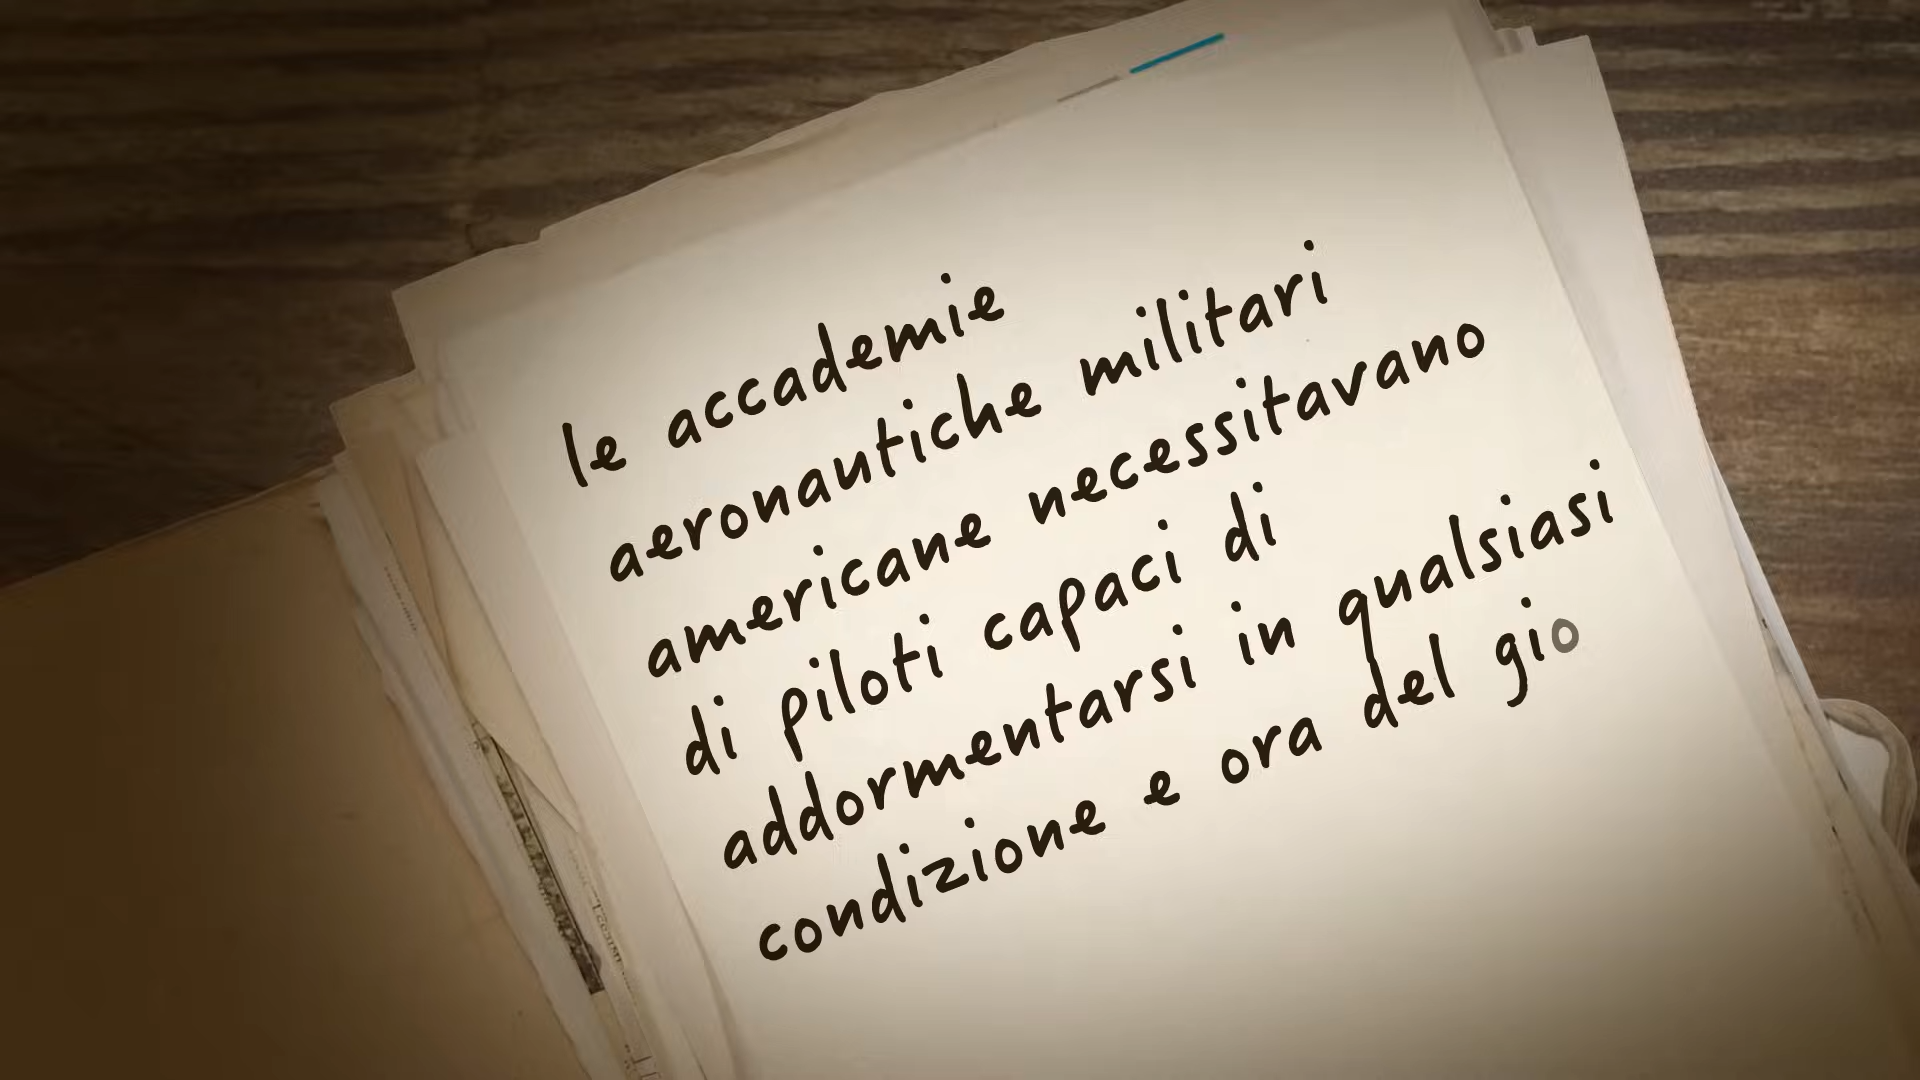 le accademie
aeronautiche militari
americane necessitavano
di piloti capaci di
addormentarsi in qualsiasi
condizione e ora del gio